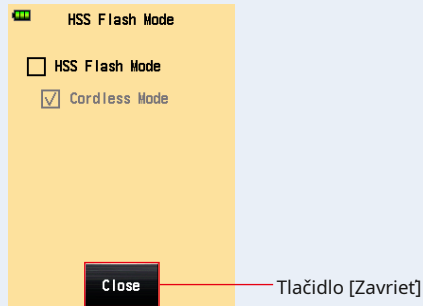 HSS Flash Mode
HSS Flash Mode
Cordless Mode
Close
Tlačidlo [Zavrieť]